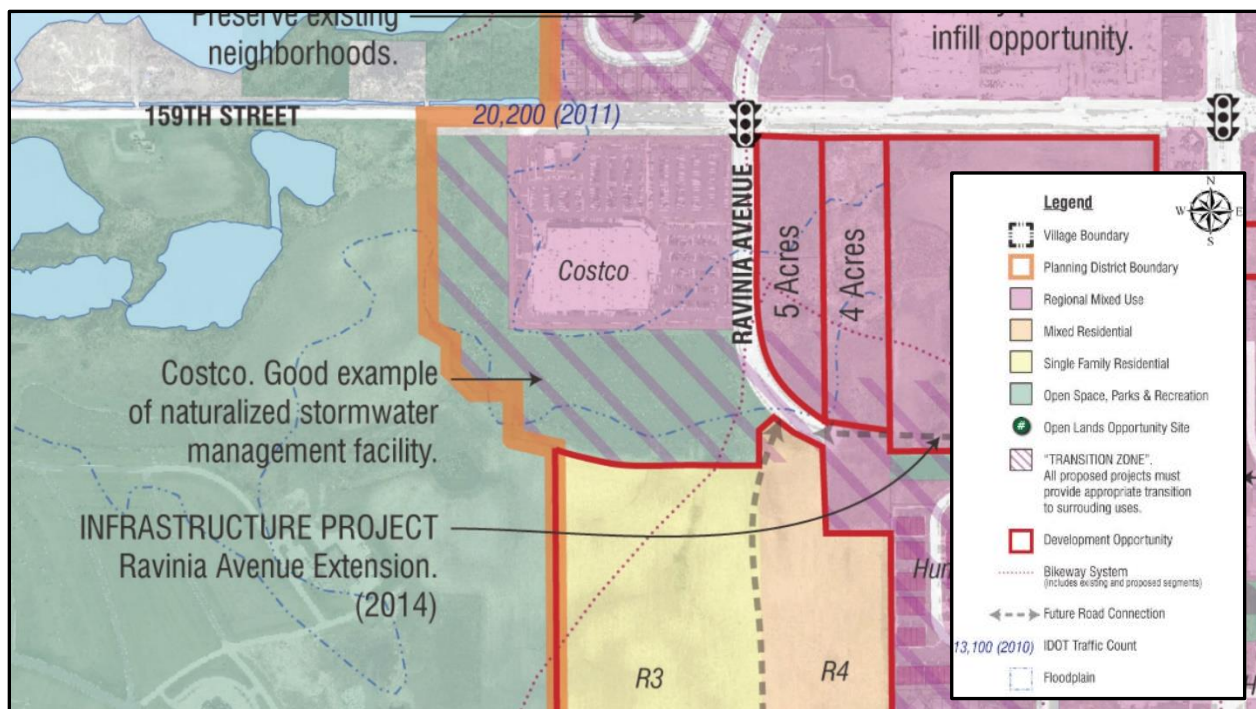 Preserve existing
neighborhoods.
infill opportunity.
159TH STREET
20,200 (2011)
RAVINIA AVENUE
5 Acres
4 Acres
Costco
Costco. Good example
of naturalized stormwater
management facility.
INFRASTRUCTURE PROJECT
Ravinia Avenue Extension.
(2014)
R3
R4
Legend
N
W
E
S
Village Boundary
Planning District Boundary
Regional Mixed Use
Mixed Residential
Single Family Residential
Open Space, Parks & Recreation
#
Open Lands Opportunity Site
"TRANSITION ZONE".
All proposed projects must
provide appropriate transition
to surrouding uses.
Development Opportunity
Bikeway System
(includes existing and proposed segments)
Future Road Connection
13,100 (2010)
IDOT Traffic Count
Floodplain